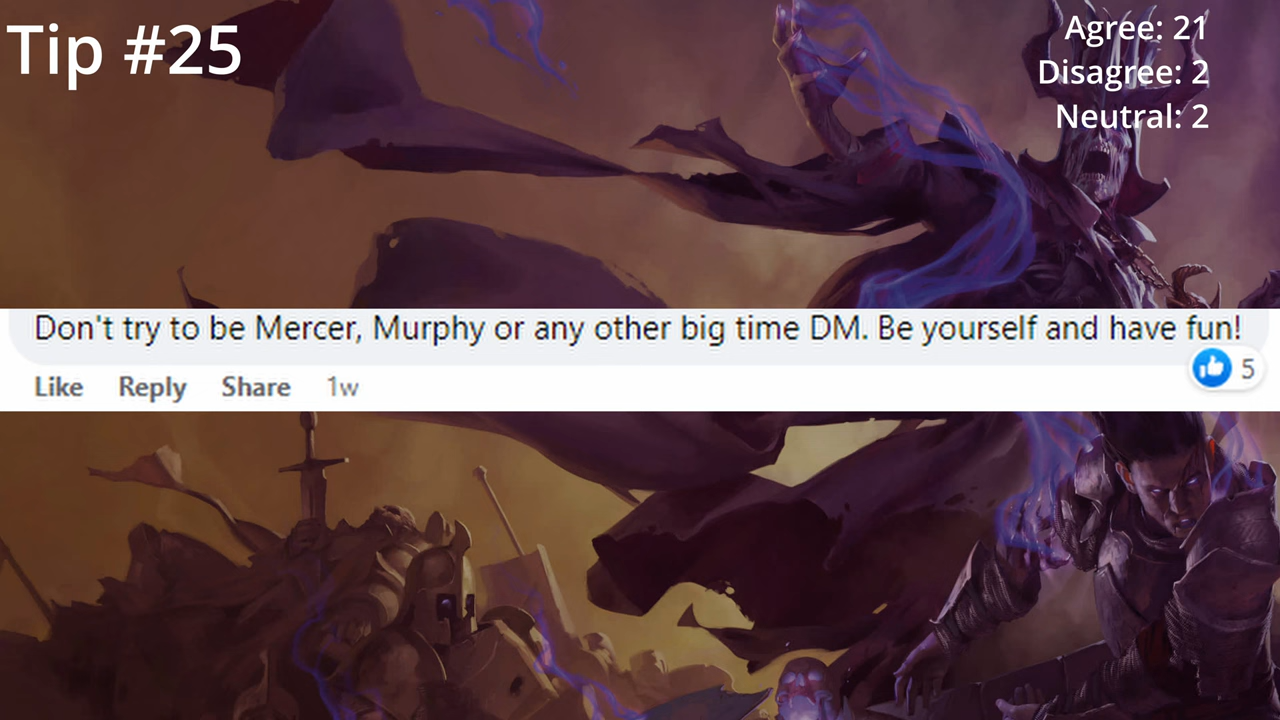 Tip #25
Agree: 21
Disagree: 2
Neutral: 2
Don't try to be Mercer, Murphy or any other big time DM. Be yourself and have fun!
5
Like Reply Share 1w